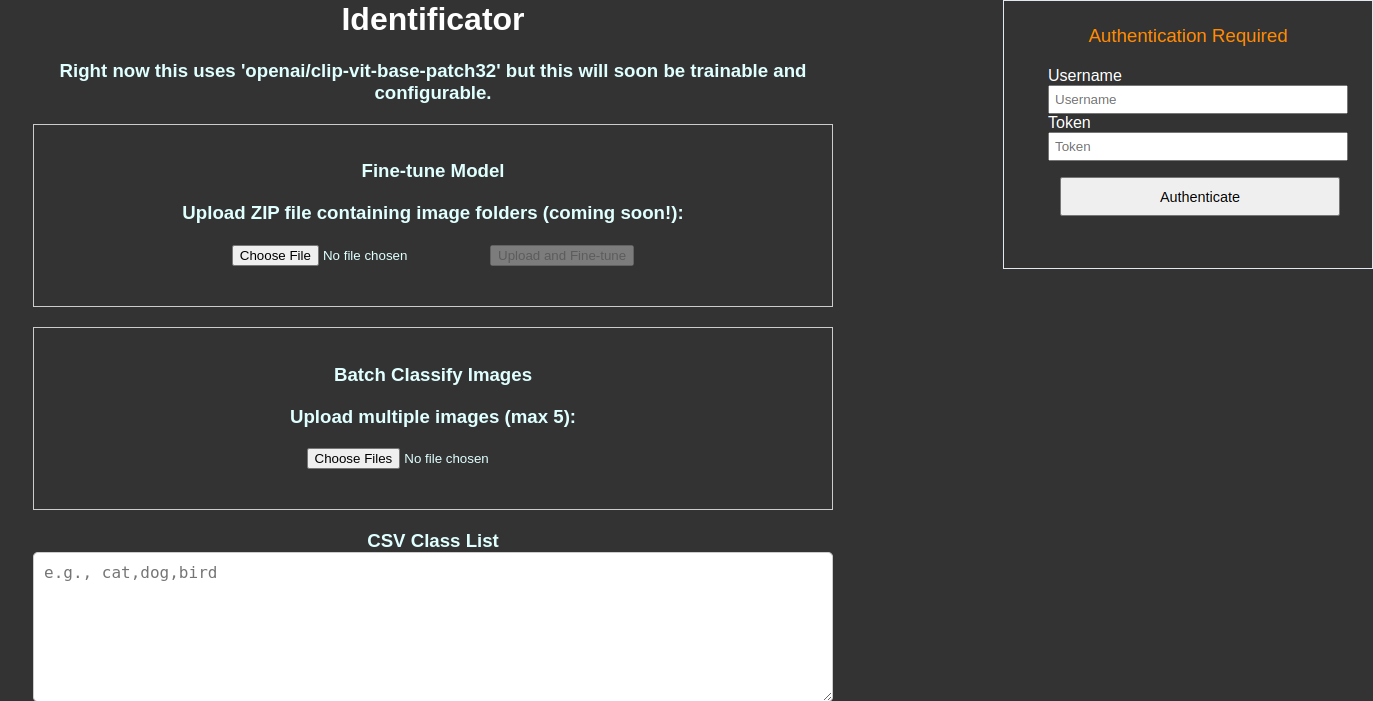 Identificator
Right now this uses 'openai/clip-vit-base-patch32' but this will soon be trainable and
configurable.
Fine-tune Model
Upload ZIP file containing image folders (coming soon!):
Choose File No file chosen Upload and Fine-tune
Batch Classify Images
Upload multiple images (max 5):
Choose Files No file chosen
CSV Class List
e.g., cat,dog,bird
Authentication Required
Username
Username
Token
Token
Authenticate